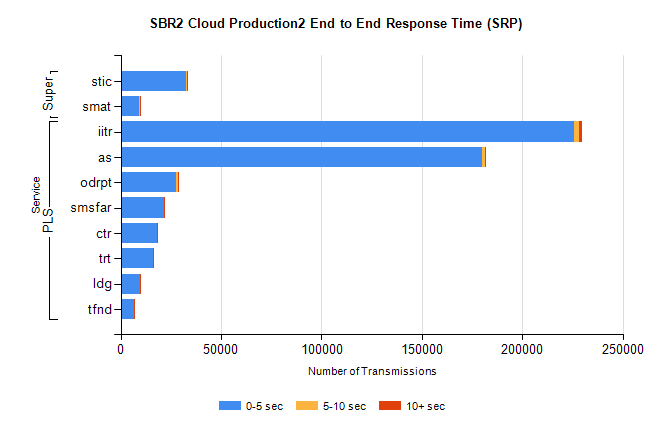 SBR2 Cloud Production2 End to End Response Time (SRP)
Super
stic
smat
Service
PLS
iitr
as
odrpt
smsfar
ctr
trt
ldg
tfnd
0 50000 100000 150000 200000 250000
Number of Transmissions
0-5 sec 5-10 sec 10+ sec